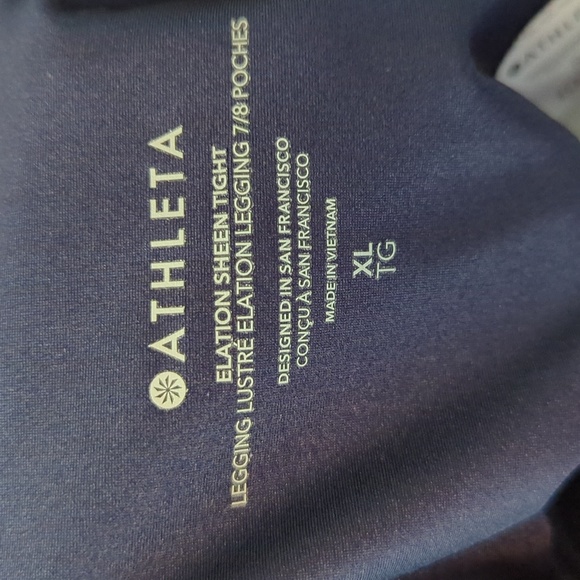 ATHLETA
ELATION SHEEN TIGHT
LEGGING LUSTRÉ ELATION LEGGING 7/8 POCHES
DESIGNED IN SAN FRANCISCO
CONÇU À SAN FRANCISCO
MADE IN VIETNAM
XL
TG
ATHLE